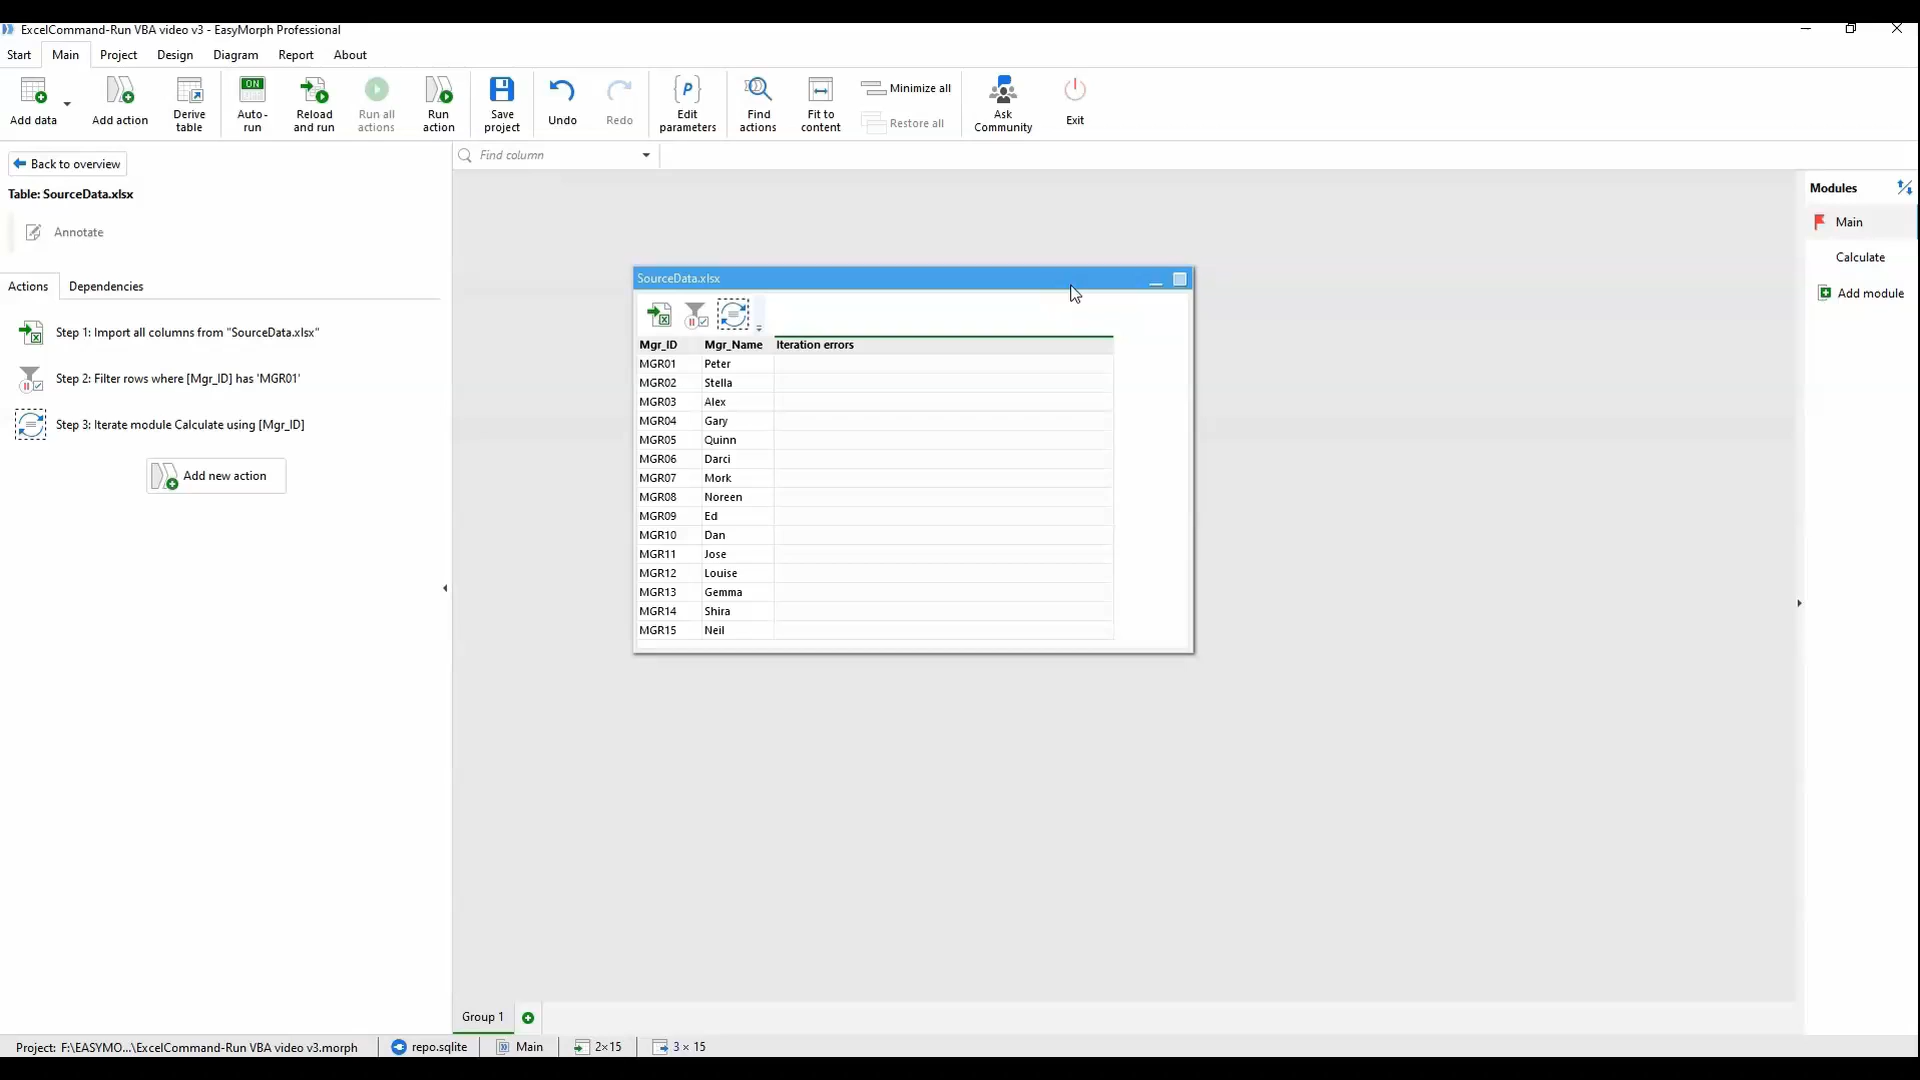 ExcelCommand-Run VBA video v3 - EasyMorph Professional
Start Main Project Design Diagram Report About
Add data
Add action
Derive
table
ON
Auto-
run
Reload
and run
Run all
actions
Run
action
Save
project
Undo
Redo
P
Edit
parameters
Find
actions
Fit to
content
Minimize all
Restore all
Ask
Community
Exit
Back to overview
Find column
Table: SourceData.xlsx
Annotate
Actions Dependencies
Step 1: Import all columns from "SourceData.xlsx"
Step 2: Filter rows where [Mgr_ID] has 'MGR01'
Step 3: Iterate module Calculate using [Mgr_ID]
Add new action
SourceData.xlsx
Mgr_ID Mgr_Name Iteration errors
MGR01 Peter
MGR02 Stella
MGR03 Alex
MGR04 Gary
MGR05 Quinn
MGR06 Darci
MGR07 Mork
MGR08 Noreen
MGR09 Ed
MGR10 Dan
MGR11 Jose
MGR12 Louise
MGR13 Gemma
MGR14 Shira
MGR15 Neil
Modules
Main
Calculate
Add module
Group 1
Project: F:\EASYMO...\ExcelCommand-Run VBA video v3.morph repo.sqlite Main 2×15 3 × 15